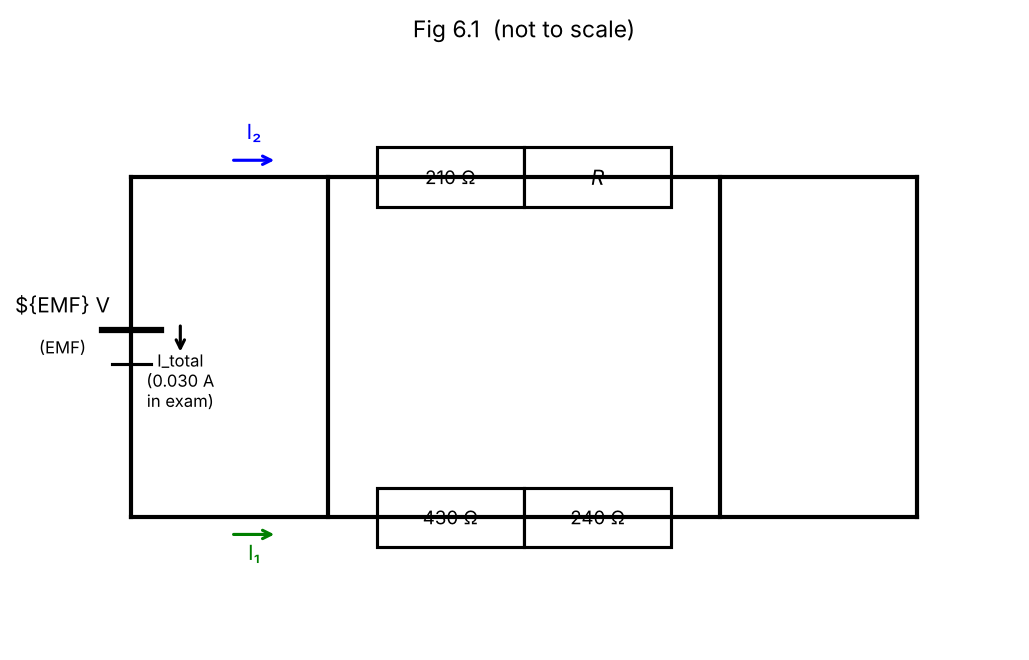 Fig 6.1 (not to scale)
I₂
210 Ω
R
${EMF} V
(EMF)
I_total
(0.030 A
in exam)
430 Ω
240 Ω
I₁